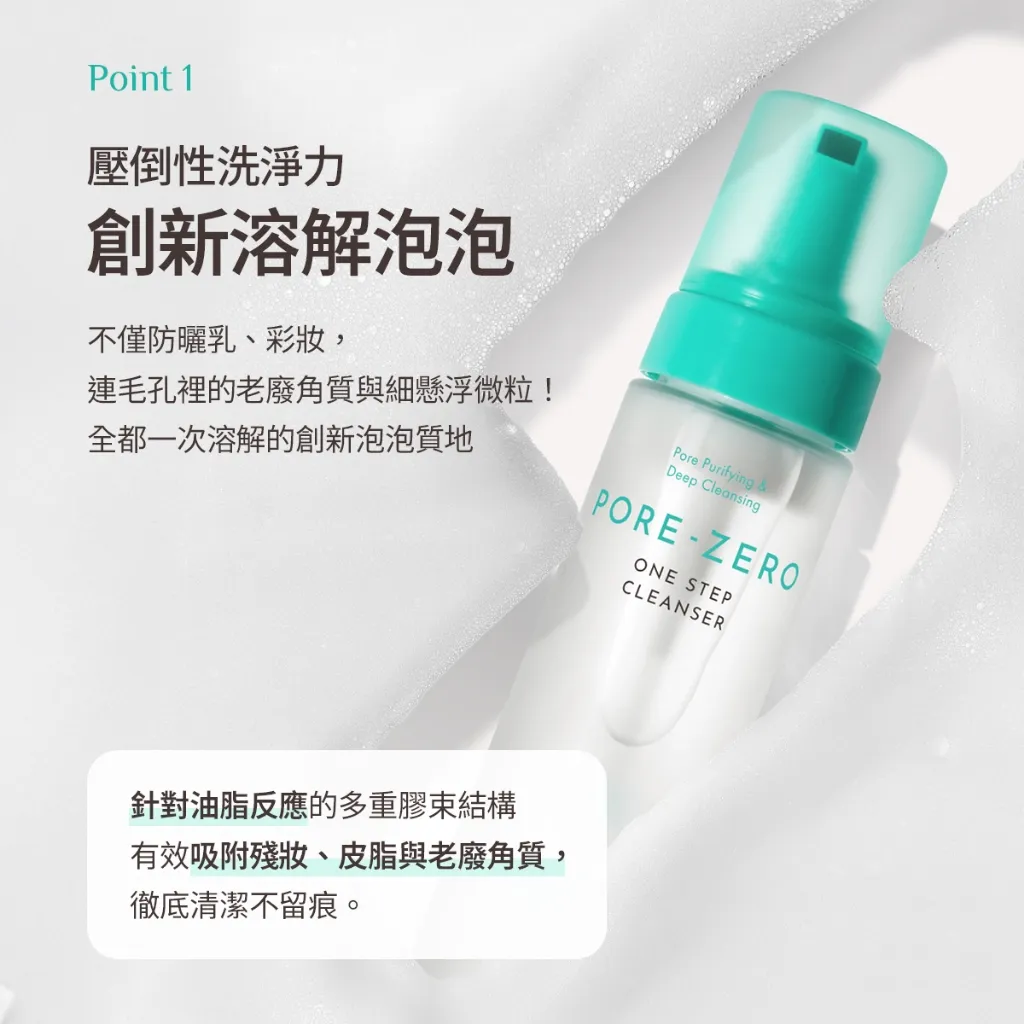 Point 1
壓倒性洗淨力
創新溶解泡泡
不僅防曬乳、彩妝，
連毛孔裡的老廢角質與細懸浮微粒！
全都一次溶解的創新泡泡質地
Pore Purifying &
Deep Cleansing
PORE-ZERO
ONE STEP
CLEANSER
針對油脂反應的多重膠束結構
有效吸附殘妝、皮脂與老廢角質，
徹底清潔不留痕。